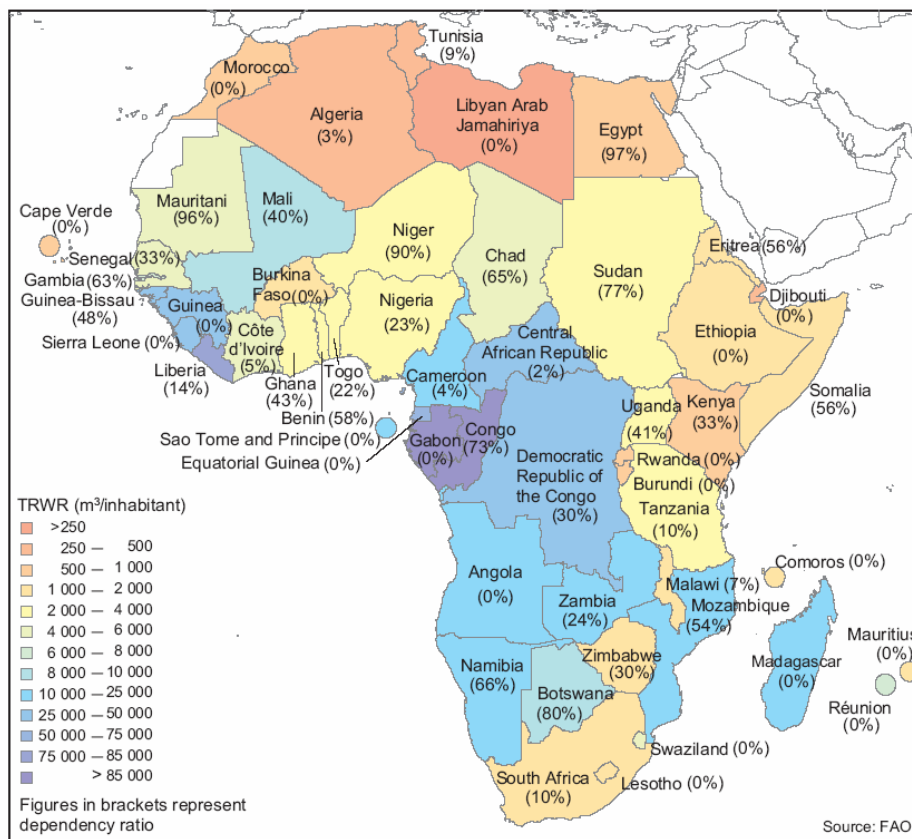 Tunisia
(9%)
Morocco
(0%)
Algeria
(3%)
Libyan Arab
Jamahiriya
(0%)
Egypt
(97%)
Mauritani
(96%)
Mali
(40%)
Cape Verde
(0%)
Niger
(90%)
Chad
(65%)
Sudan
(77%)
Eritrea (56%)
Senegal (33%)
Gambia (63%)
Guinea-Bissau
(48%)
Burkina
Faso (0%)
Guinea
(0%)
Nigeria
(23%)
Djibouti
(0%)
Ethiopia
(0%)
Sierra Leone (0%)
Côte
d'Ivoire
(5%)
Central
African Republic
(2%)
Liberia
(14%)
Ghana
(43%)
Togo
(22%)
Benin (58%)
Cameroon
(4%)
Somalia
(56%)
Uganda
(41%)
Kenya
(33%)
Sao Tome and Principe (0%)
Equatorial Guinea (0%)
Gabon
(0%)
Congo
(73%)
Democratic
Republic of
the Congo
(30%)
Rwanda (0%)
Burundi (0%)
Tanzania
(10%)
TRWR (m³/inhabitant)
>250
250 — 500
500 — 1 000
1 000 — 2 000
2 000 — 4 000
4 000 — 6 000
6 000 — 8 000
8 000 — 10 000
10 000 — 25 000
25 000 — 50 000
50 000 — 75 000
75 000 — 85 000
> 85 000
Figures in brackets represent
dependency ratio
Angola
(0%)
Zambia
(24%)
Malawi (7%)
Mozambique
(54%)
Comoros (0%)
Mauritius
(0%)
Madagascar
(0%)
Réunion
(0%)
Namibia
(66%)
Zimbabwe
(30%)
Botswana
(80%)
Swaziland (0%)
South Africa
(10%)
Lesotho (0%)
Source: FAO